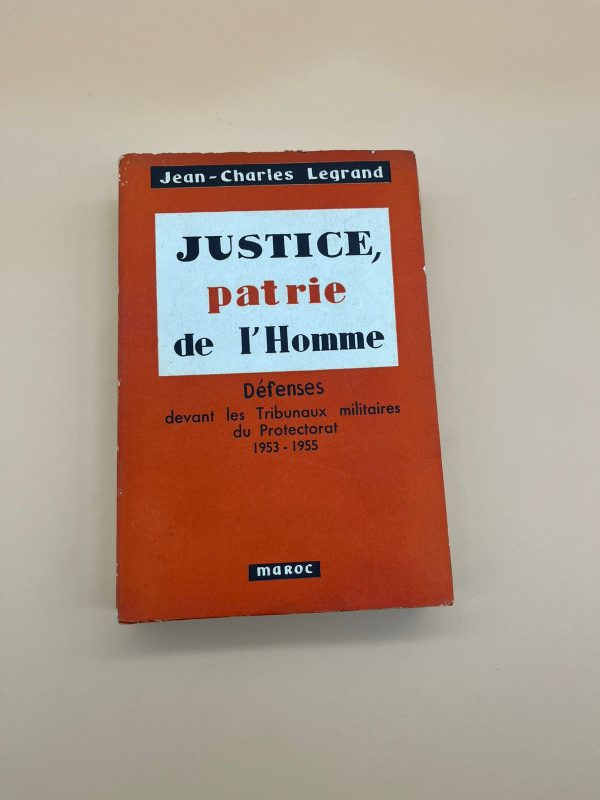 Jean-Charles Legrand
JUSTICE,
patrie
de l'Homme
Défenses
devant les Tribunaux militaires
du Protectorat
1953-1955
MAROC